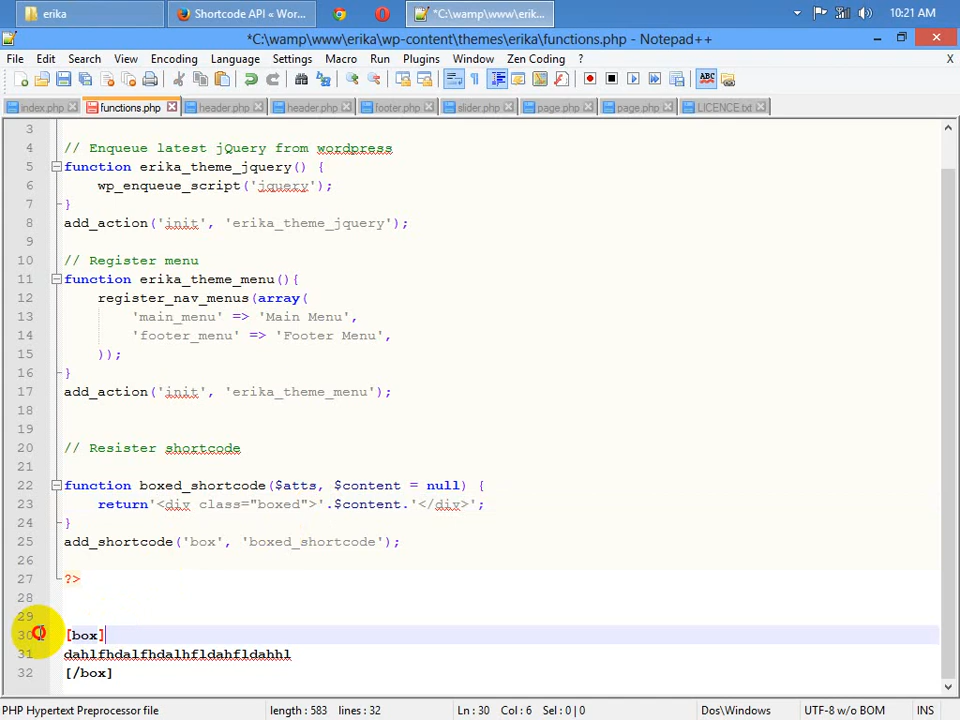 erika
Shortcode API « Wor...
*C:\wamp\www\erik...
10:21 AM
*C:\wamp\www\erika\wp-content\themes\erika\functions.php - Notepad++
File Edit Search View Encoding Language Settings Macro Run Plugins Window Zen Coding ? X
index.php functions.php header.php header.php footer.php slider.php page.php page.php LICENCE.txt
3
4 // Enqueue latest jQuery from wordpress
5 function erika_theme_jquery() {
6 wp_enqueue_script('jquery');
7 }
8 add_action('init', 'erika_theme_jquery');
9
10 // Register menu
11 function erika_theme_menu(){
12 register_nav_menus(array(
13 'main_menu' => 'Main Menu',
14 'footer_menu' => 'Footer Menu',
15 ));
16 }
17 add_action('init', 'erika_theme_menu');
18
19
20 // Resister shortcode
21
22 function boxed_shortcode($atts, $content = null) {
23 return'<div class="boxed">'.$content.'</div>';
24 }
25 add_shortcode('box', 'boxed_shortcode');
26
27 ?>
28
29
30 [box]
31 dahlfhdalfhdalhfldahfldahhl
32 [/box]
PHP Hypertext Preprocessor file length : 583 lines : 32 Ln : 30 Col : 6 Sel : 0 | 0 Dos\Windows UTF-8 w/o BOM INS